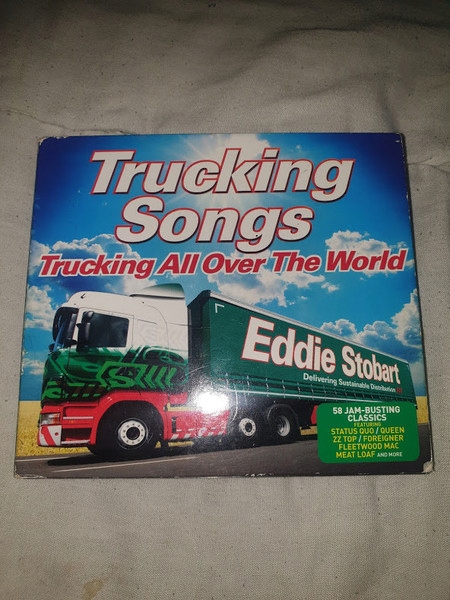 Trucking
Songs
Trucking All Over The World
Eddie Stobart
Delivering Sustainable Distribution
58 JAM-BUSTING
CLASSICS
FEATURING
STATUS QUO / QUEEN
ZZ TOP / FOREIGNER
FLEETWOOD MAC
MEAT LOAF AND MORE